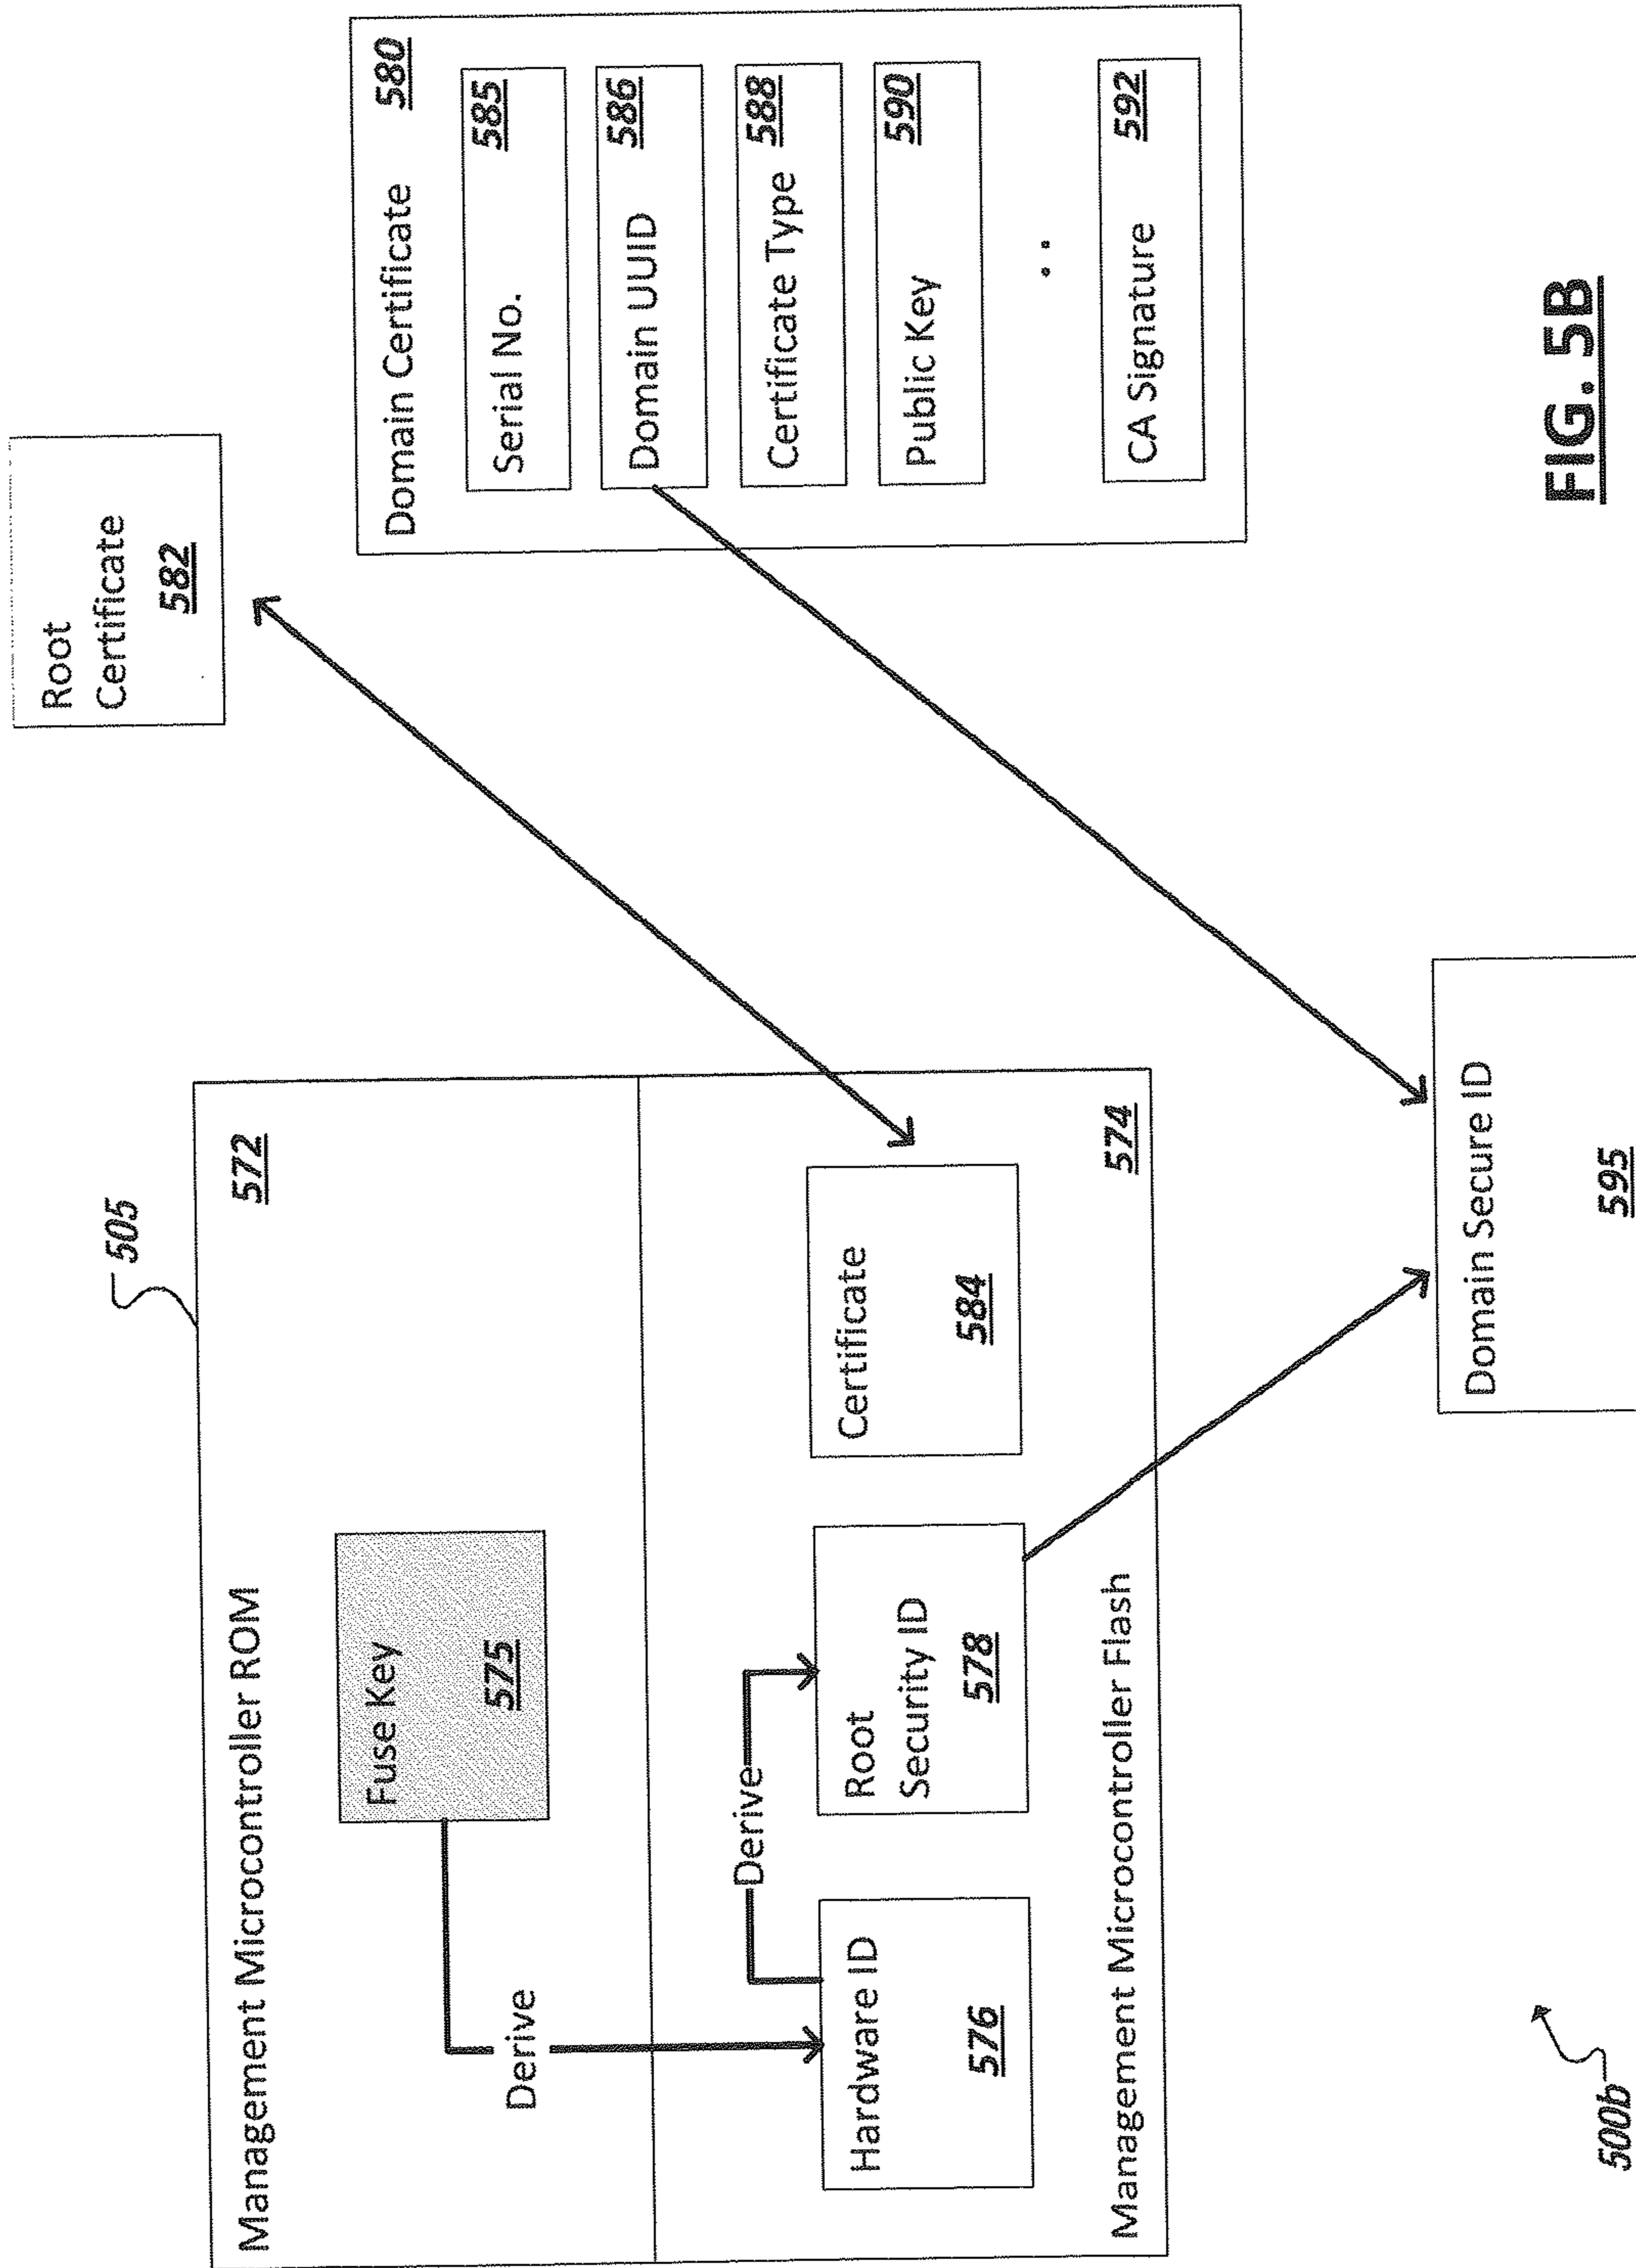 505
Management Microcontroller ROM
572
Fuse Key
575
Derive
Derive
Hardware ID
576
Root
Security ID
578
Certificate
584
Management Microcontroller Flash
574
Root
Certificate
582
Domain Certificate
580
Serial No.
585
Domain UUID
586
Certificate Type
588
Public Key
590
..
CA Signature
592
Domain Secure ID
595
500b
FIG. 5B